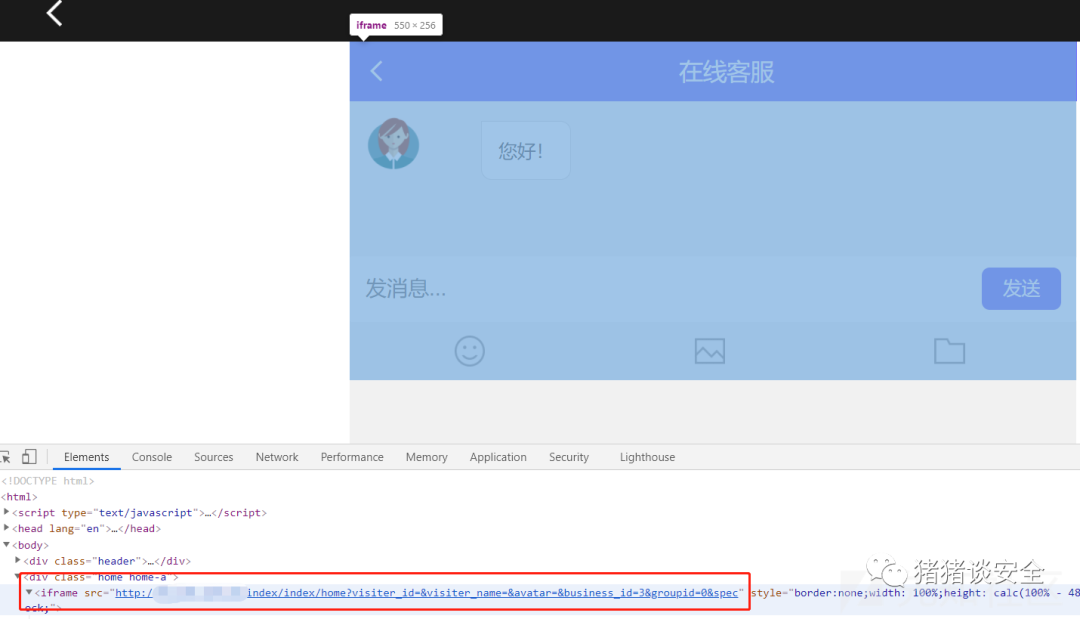 iframe 550 × 256
在线客服
您好!
发消息...
发送
Elements Console Sources Network Performance Memory Application Security Lighthouse
<!DOCTYPE html>
<html>
<script type="text/javascript">…</script>
<head lang="en">…</head>
<body>
<div class="header">…</div>
<div class="home home-a">
<iframe src="http:/ index/index/home?visiter_id=&visiter_name=&avatar=&business_id=3&groupid=0&spec" style="border:none;width: 100%;height: calc(100% - 48
ock;">
猪猪谈安全